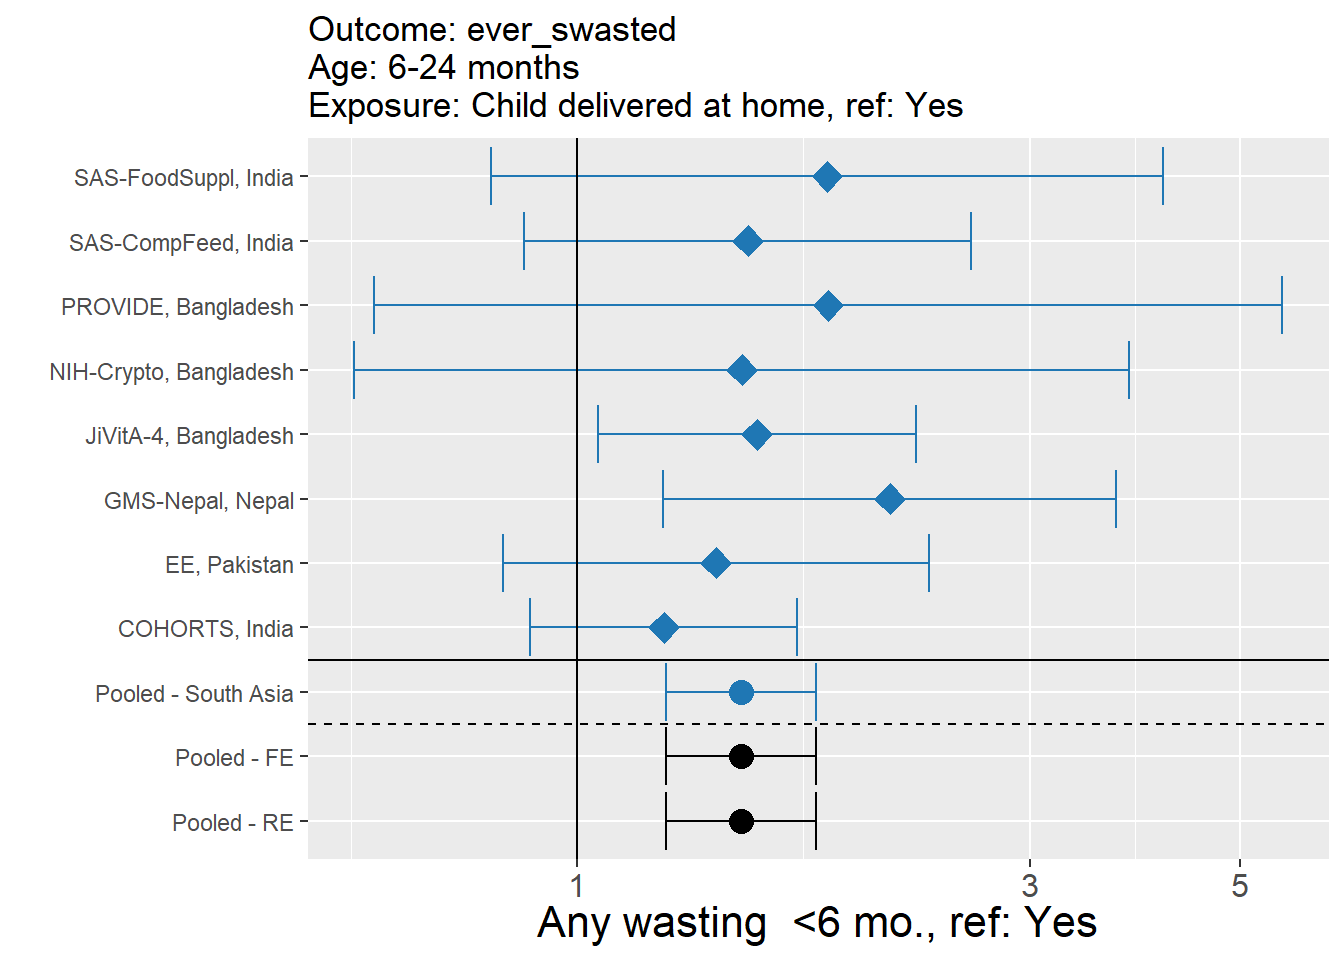 Outcome: ever_swasted
Age: 6-24 months
Exposure: Child delivered at home, ref: Yes
SAS-FoodSuppl, India
SAS-CompFeed, India
PROVIDE, Bangladesh
NIH-Crypto, Bangladesh
JiVitA-4, Bangladesh
GMS-Nepal, Nepal
EE, Pakistan
COHORTS, India
Pooled - South Asia
Pooled - FE
Pooled - RE
1 3 5
Any wasting  <6 mo., ref: Yes